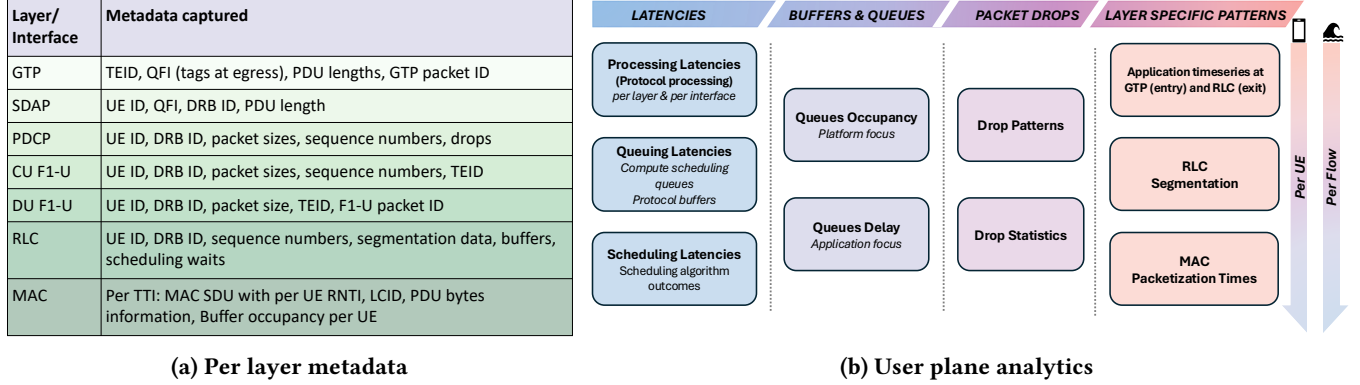 Layer/
Interface
Metadata captured
GTP
TEID, QFI (tags at egress), PDU lengths, GTP packet ID
SDAP
UE ID, QFI, DRB ID, PDU length
PDCP
UE ID, DRB ID, packet sizes, sequence numbers, drops
CU F1-U
UE ID, DRB ID, packet sizes, sequence numbers, TEID
DU F1-U
UE ID, DRB ID, packet size, TEID, F1-U packet ID
RLC
UE ID, DRB ID, sequence numbers, segmentation data, buffers,
scheduling waits
MAC
Per TTI: MAC SDU with per UE RNTI, LCID, PDU bytes
information, Buffer occupancy per UE
(a) Per layer metadata
LATENCIES
BUFFERS & QUEUES
PACKET DROPS
LAYER SPECIFIC PATTERNS
Processing Latencies
(Protocol processing)
per layer & per interface
Queuing Latencies
Compute scheduling
queues
Protocol buffers
Scheduling Latencies
Scheduling algorithm
outcomes
Queues Occupancy
Platform focus
Queues Delay
Application focus
Drop Patterns
Drop Statistics
Application timeseries at
GTP (entry) and RLC (exit)
RLC
Segmentation
MAC
Packetization Times
Per UE
Per Flow
(b) User plane analytics